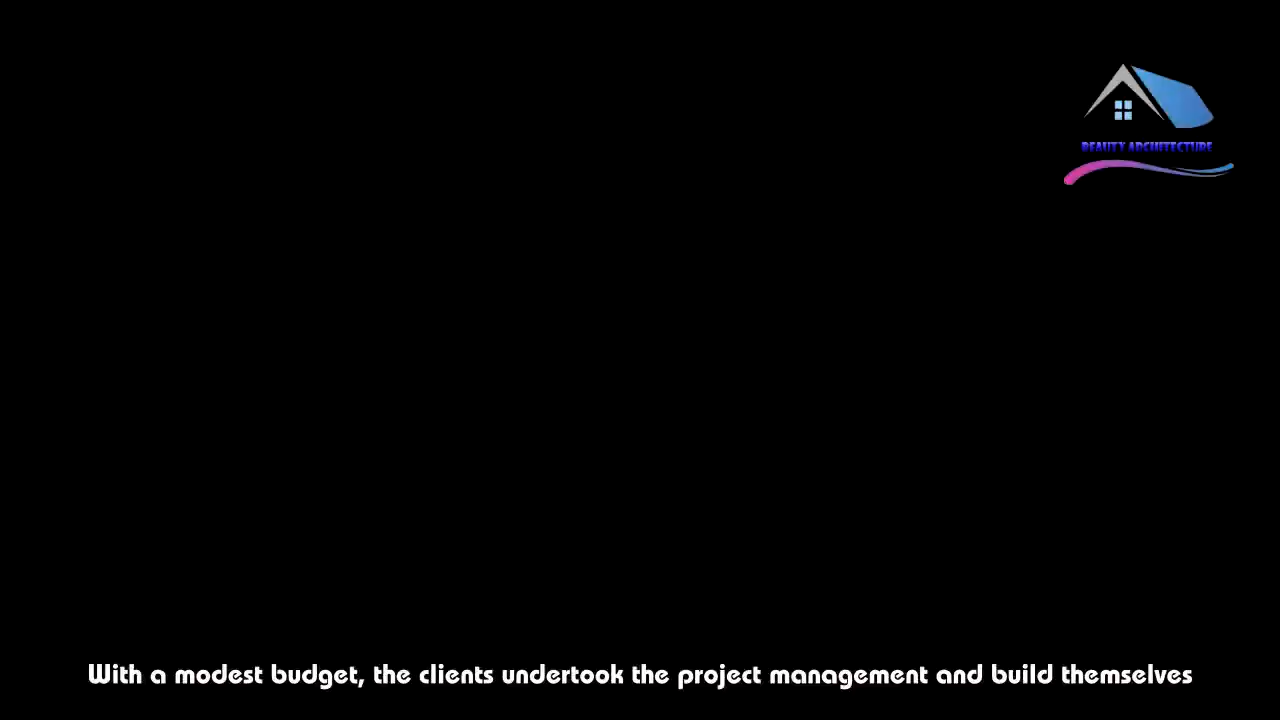 BEAUTY ARCHITECTURE
With a modest budget, the clients undertook the project management and build themselves